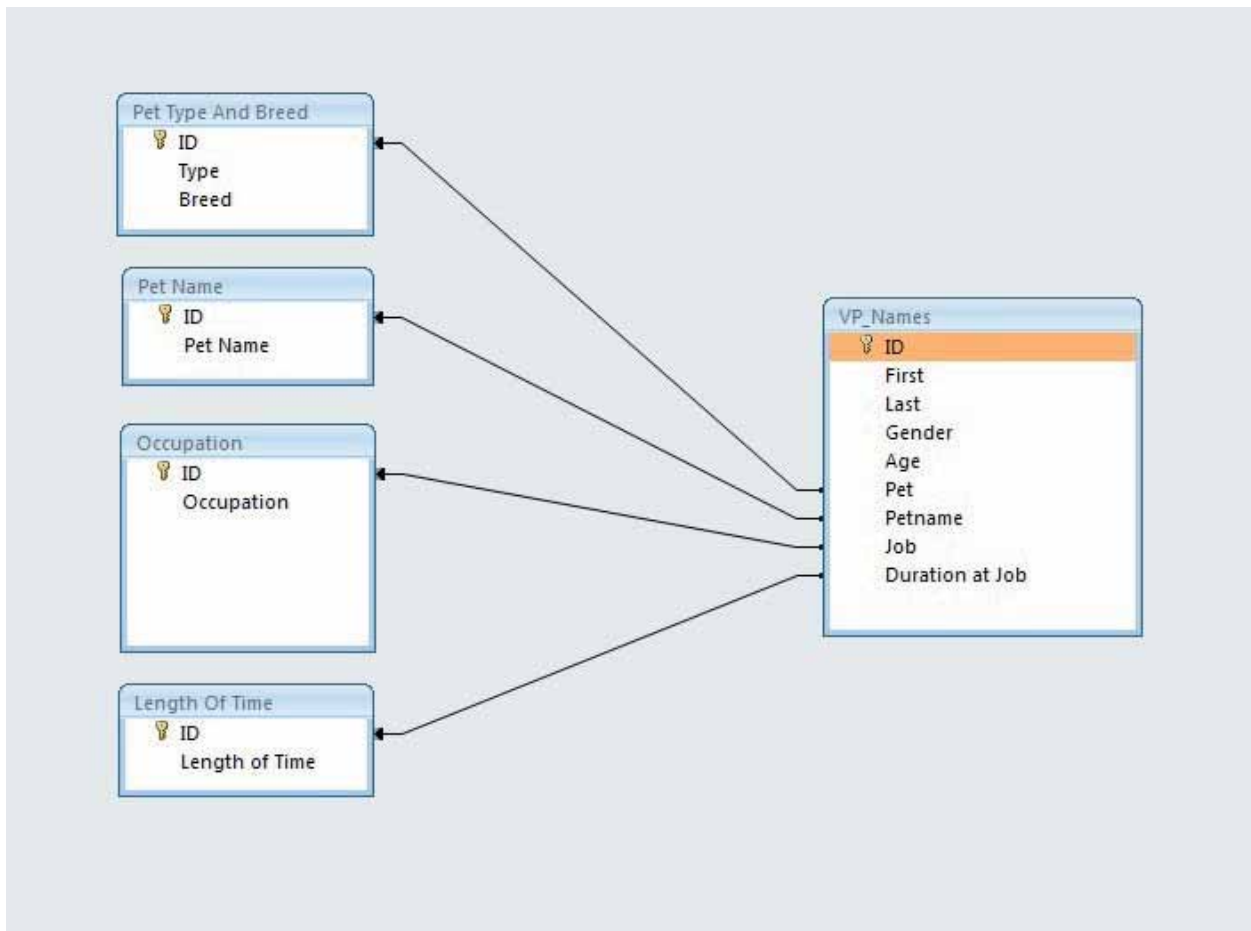 Pet Type And Breed
ID
Type
Breed
Pet Name
ID
Pet Name
Occupation
ID
Occupation
Length Of Time
ID
Length of Time
VP_Names
ID
First
Last
Gender
Age
Pet
Petname
Job
Duration at Job